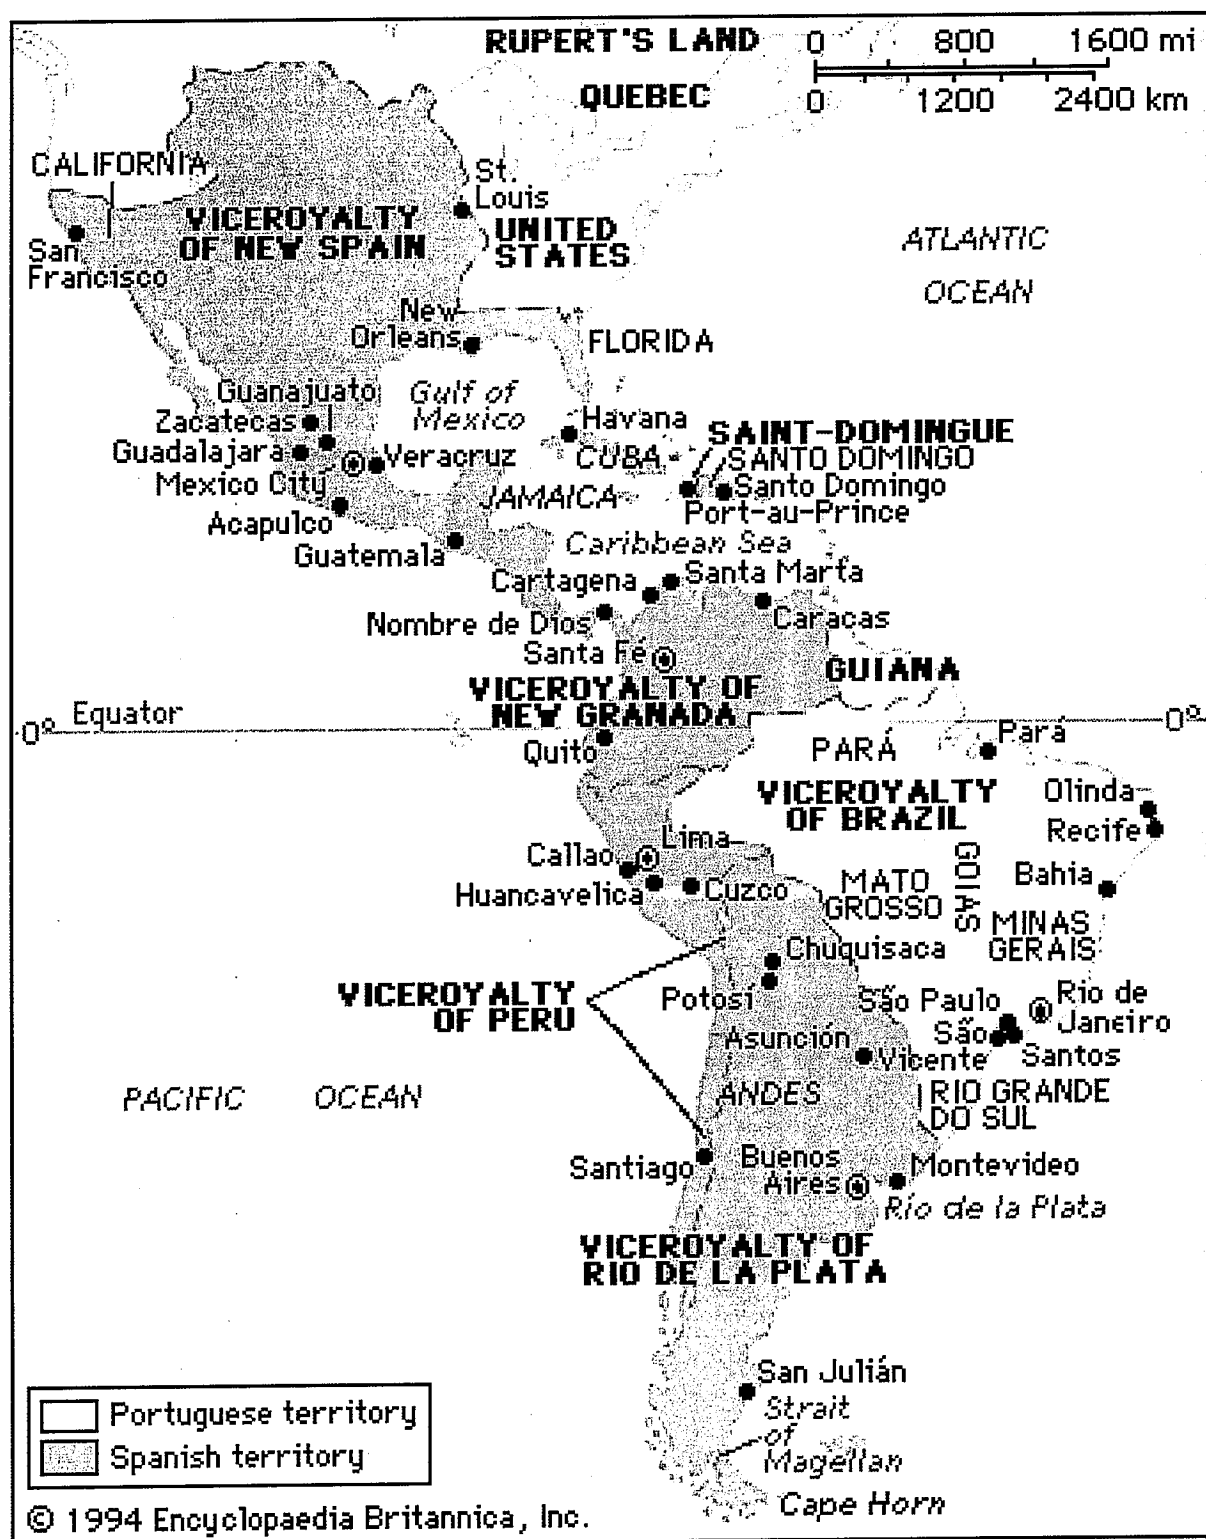 RUPERT'S LAND
0 800 1600 mi
QUEBEC
0 1200 2400 km
CALIFORNIA
St.
Louis
VICEROYALTY
OF NEW SPAIN
UNITED
STATES
San
Francisco
ATLANTIC
OCEAN
New
Orleans
FLORIDA
Guanajuato
Gulf of
Mexico
Zacatecas
Havana
SAINT-DOMINGUE
Guadalajara
Veracruz
CUBA
SANTO DOMINGO
Mexico City
JAMAICA
Santo Domingo
Port-au-Prince
Acapulco
Guatemala
Caribbean Sea
Cartagena
Santa Marta
Nombre de Dios
Caracas
Santa Fé
GUIANA
VICEROYALTY OF
NEW GRANADA
0° Equator
0°
Quito
PARÁ
Pará
VICEROYALTY
OF BRAZIL
Olinda
Recife
Lima
Callao
GOIAS
MATO
GROSSO
Bahia
Huancavelica
Cuzco
MINAS
GERAIS
Chuquisaca
VICEROYALTY
OF PERU
Potosí
São Paulo
Rio de
Janeiro
Asunción
São
Vicente
Santos
PACIFIC OCEAN
ANDES
RIO GRANDE
DO SUL
Santiago
Buenos
Aires
Montevideo
Río de la Plata
VICEROYALTY OF
RIO DE LA PLATA
San Julián
Strait
of
Magellan
Cape Horn
Portuguese territory
Spanish territory
© 1994 Encyclopaedia Britannica, Inc.